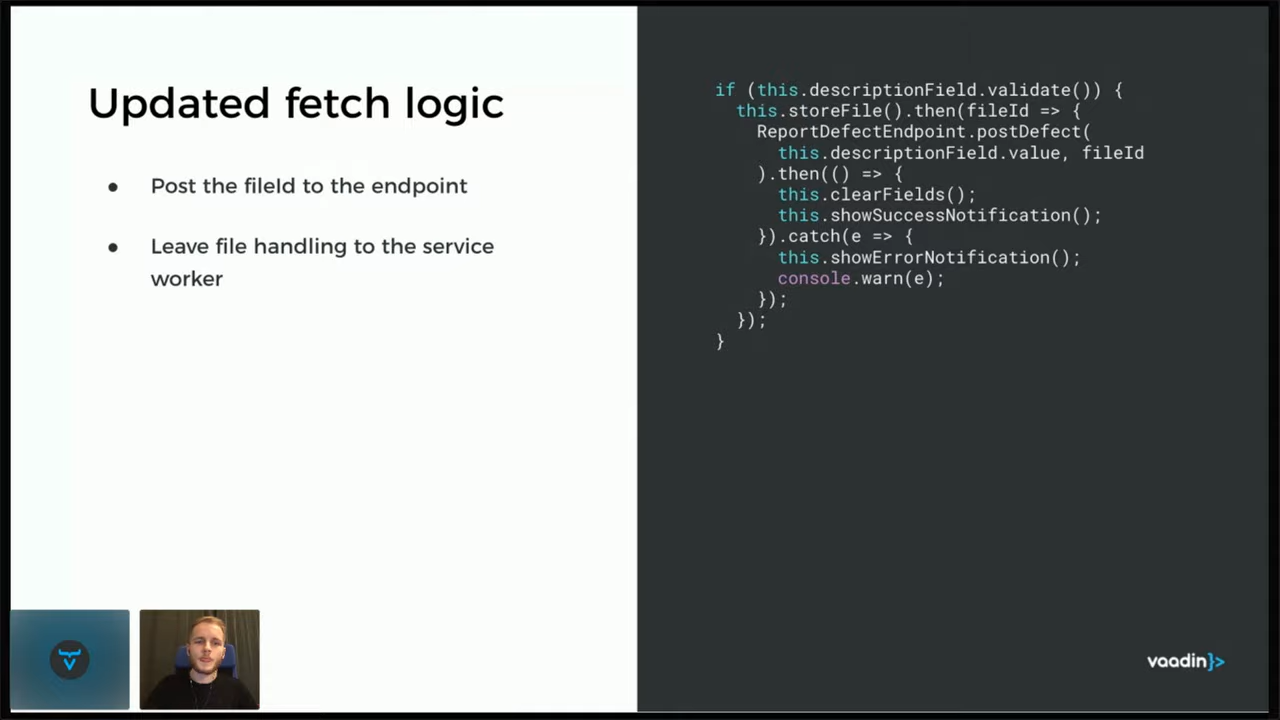 Updated fetch logic
● Post the fileId to the endpoint
● Leave file handling to the service
worker
if (this.descriptionField.validate()) {
  this.storeFile().then(fileId => {
    ReportDefectEndpoint.postDefect(
      this.descriptionField.value, fileId
    ).then(() => {
      this.clearFields();
      this.showSuccessNotification();
    }).catch(e => {
      this.showErrorNotification();
      console.warn(e);
    });
  });
}
vaadin}>